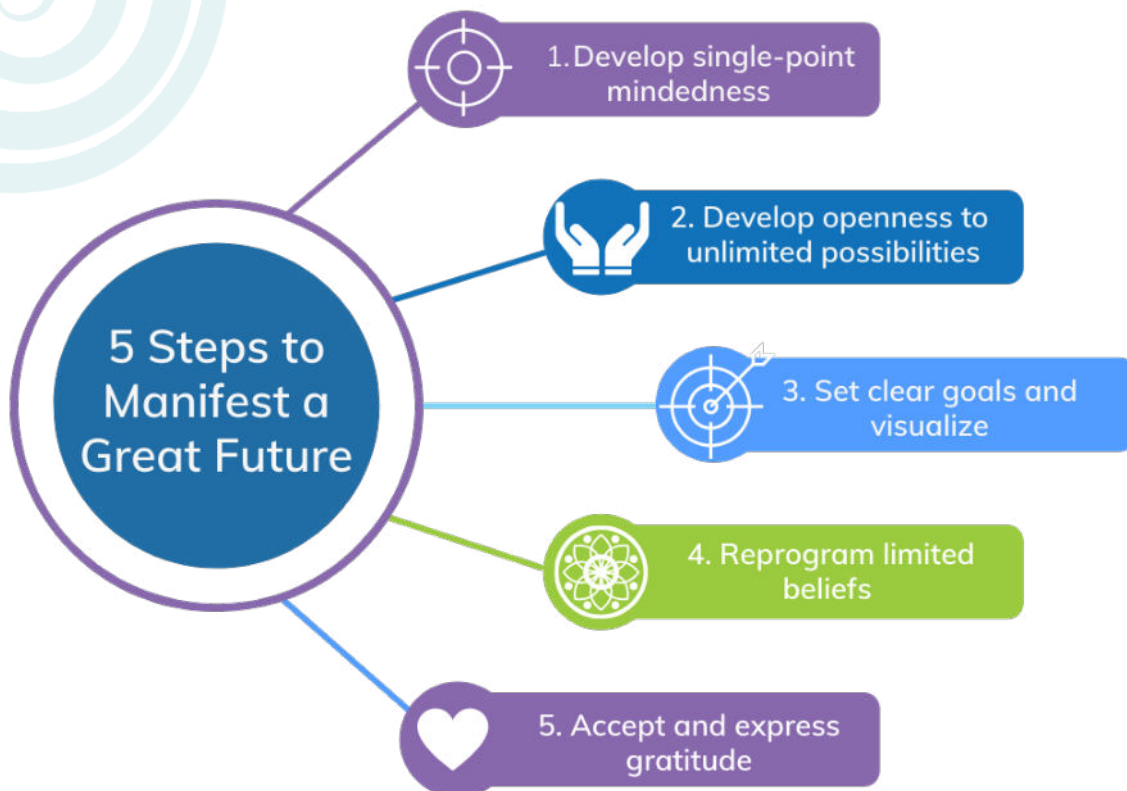 5 Steps to
Manifest a
Great Future
1.Develop single-point
mindedness
2. Develop openness to
unlimited possibilities
3. Set clear goals and
visualize
4. Reprogram limited
beliefs
5. Accept and express
gratitude